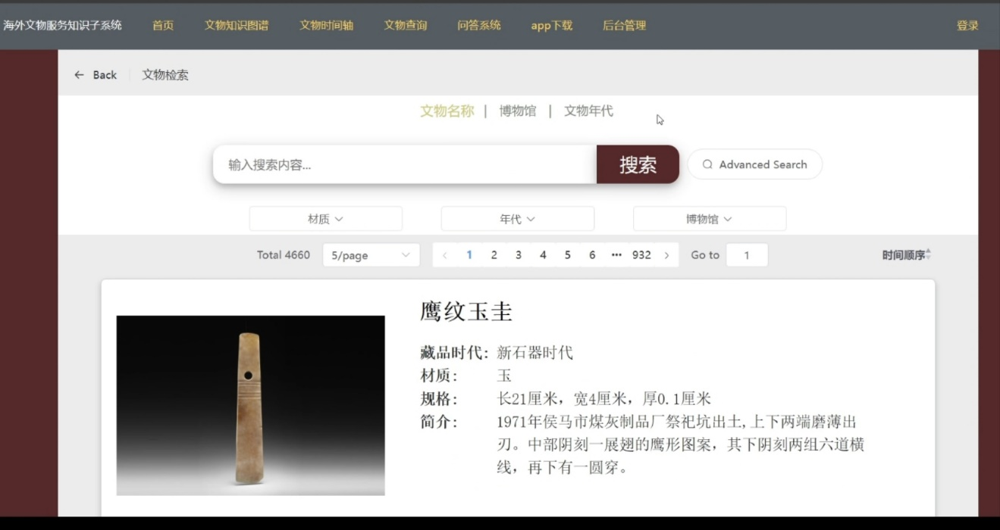 海外文物服务知识子系统 首页 文物知识图谱 文物时间轴 文物查询 问答系统 app下载 后台管理 登录
← Back 文物检索
文物名称 | 博物馆 | 文物年代
输入搜索内容... 搜索 Advanced Search
材质 年代 博物馆
Total 4660 5/page < 1 2 3 4 5 6 ··· 932 > Go to 1 时间顺序
鹰纹玉圭
藏品时代: 新石器时代
材质: 玉
规格: 长21厘米，宽4厘米，厚0.1厘米
简介: 1971年侯马市煤灰制品厂祭祀坑出土,上下两端磨薄出
刃。中部阴刻一展翅的鹰形图案，其下阴刻两组六道横
线，再下有一圆穿。